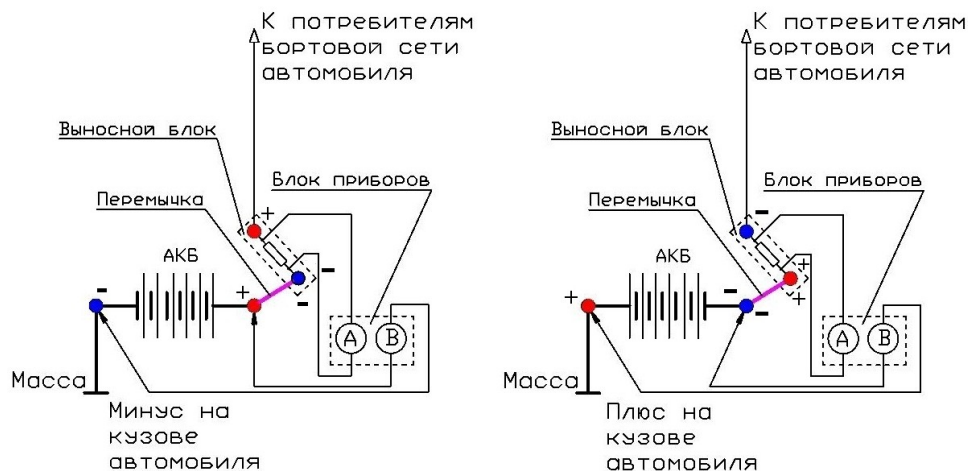 К потребителям
бортовой сети
автомобиля
Выносной блок
Блок приборов
Перемычка
+
АКБ
-
-
+
-
А
В
Масса
Минус на
кузове
автомобиля
К потребителям
бортовой сети
автомобиля
Выносной блок
Блок приборов
Перемычка
-
АКБ
+
+
-
+
-
А
В
Масса
Плюс на
кузове
автомобиля